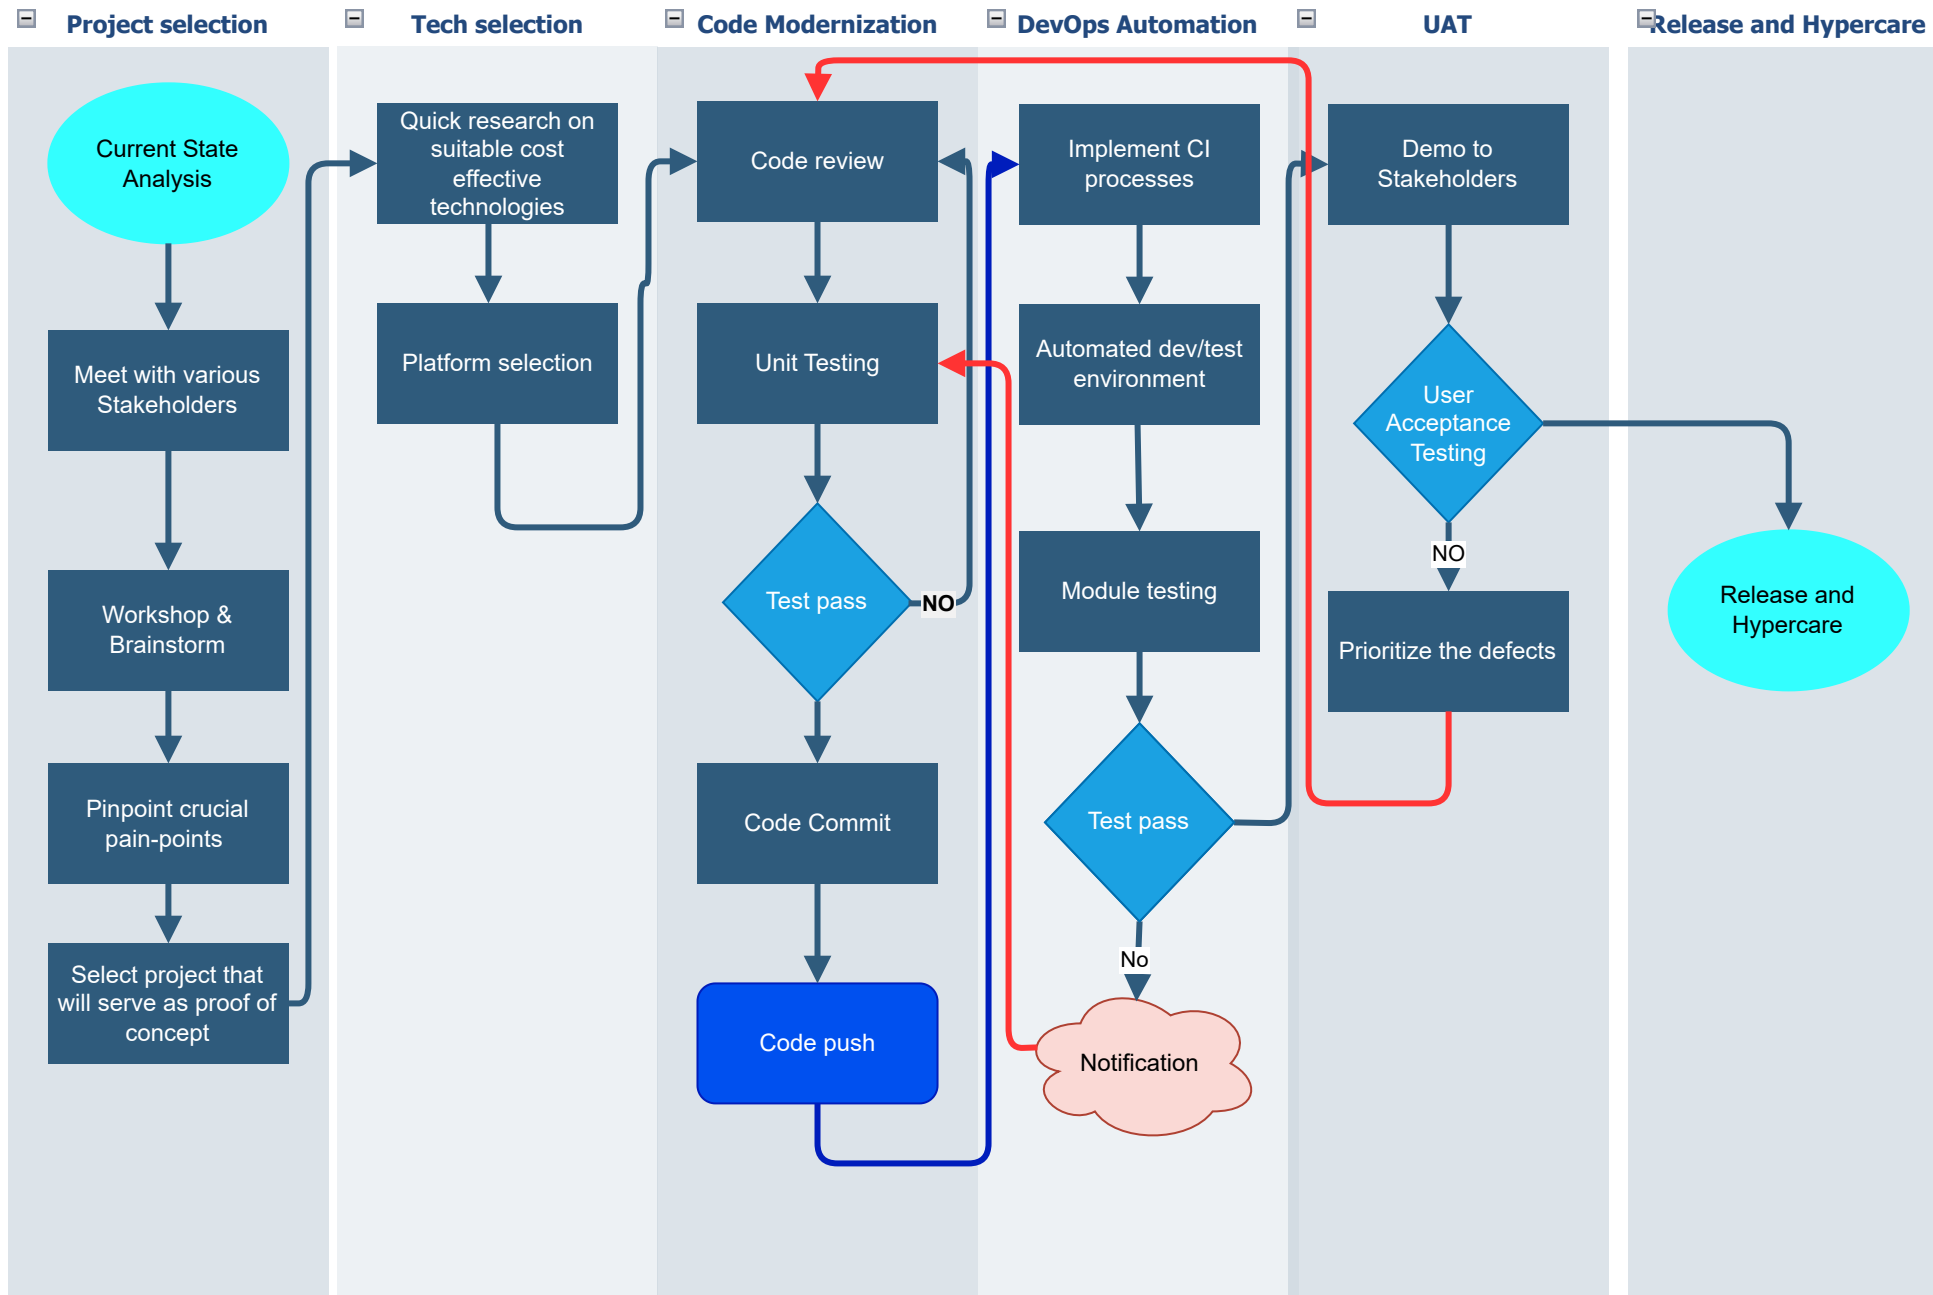 Project selection
Tech selection
Code Modernization
DevOps Automation
UAT
Release and Hypercare
Current State
Analysis
Meet with various
Stakeholders
Workshop &
Brainstorm
Pinpoint crucial
pain-points
Select project that
will serve as proof of
concept
Quick research on
suitable cost
effective
technologies
Platform selection
Code review
Unit Testing
Test pass
NO
Code Commit
Code push
Implement CI
processes
Automated dev/test
environment
Module testing
Test pass
No
Notification
Demo to
Stakeholders
User
Acceptance
Testing
NO
Prioritize the defects
Release and
Hypercare